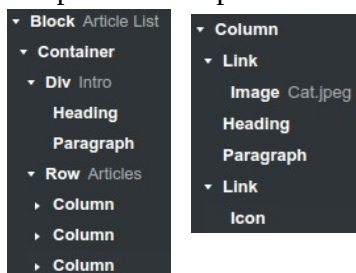 Block Article List
Container
Div Intro
Heading
Paragraph
Row Articles
Column
Column
Column
Column
Link
Image Cat.jpeg
Heading
Paragraph
Link
Icon